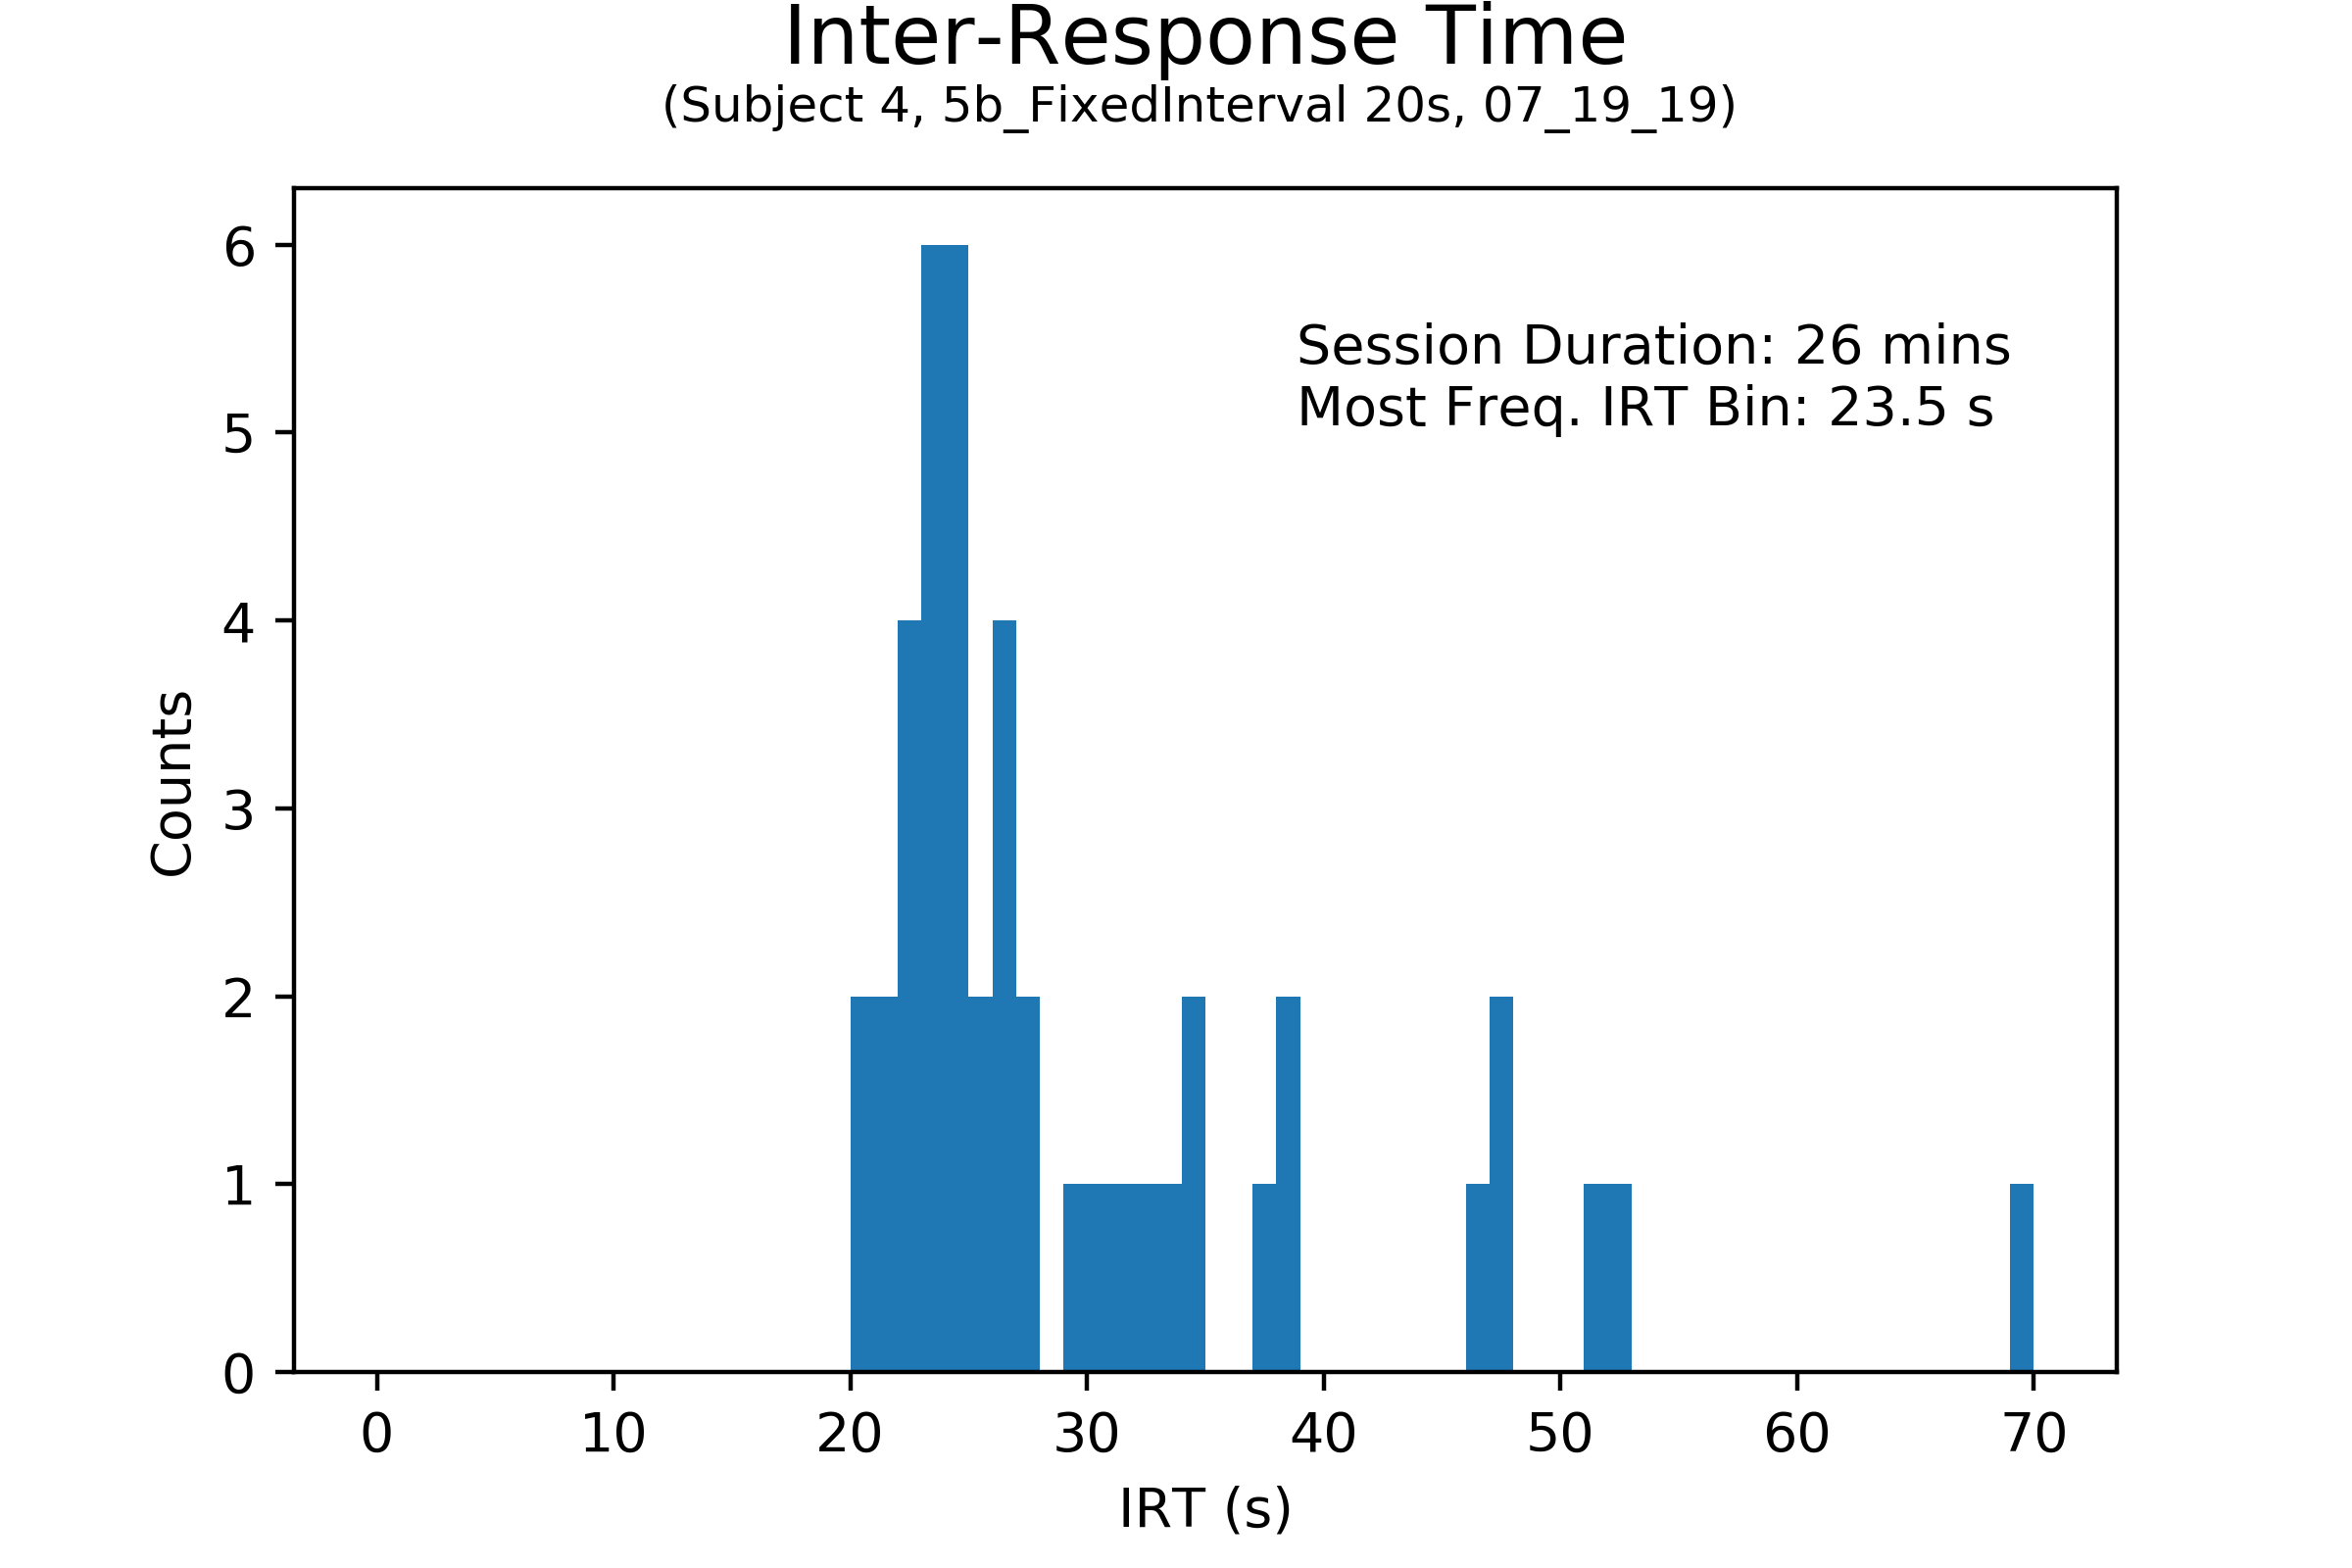 Inter-Response Time
(Subject 4, 5b_FixedInterval 20s, 07_19_19)
6
5
4
3
2
1
0
Counts
Session Duration: 26 mins
Most Freq. IRT Bin: 23.5 s
0 10 20 30 40 50 60 70
IRT (s)